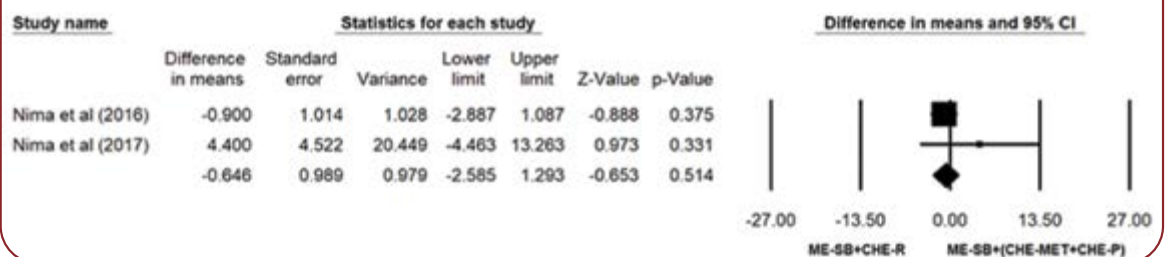 Study name Statistics for each study Difference in means and 95% CI
Difference in means Standard error Variance Lower limit Upper limit Z-Value p-Value
Nima et al (2016) -0.900 1.014 1.028 -2.887 1.087 -0.888 0.375
Nima et al (2017) 4.400 4.522 20.449 -4.463 13.263 0.973 0.331
-0.646 0.989 0.979 -2.585 1.293 -0.653 0.514
-27.00 -13.50 0.00 13.50 27.00
ME-SB+CHE-R ME-SB+(CHE-MET+CHE-P)